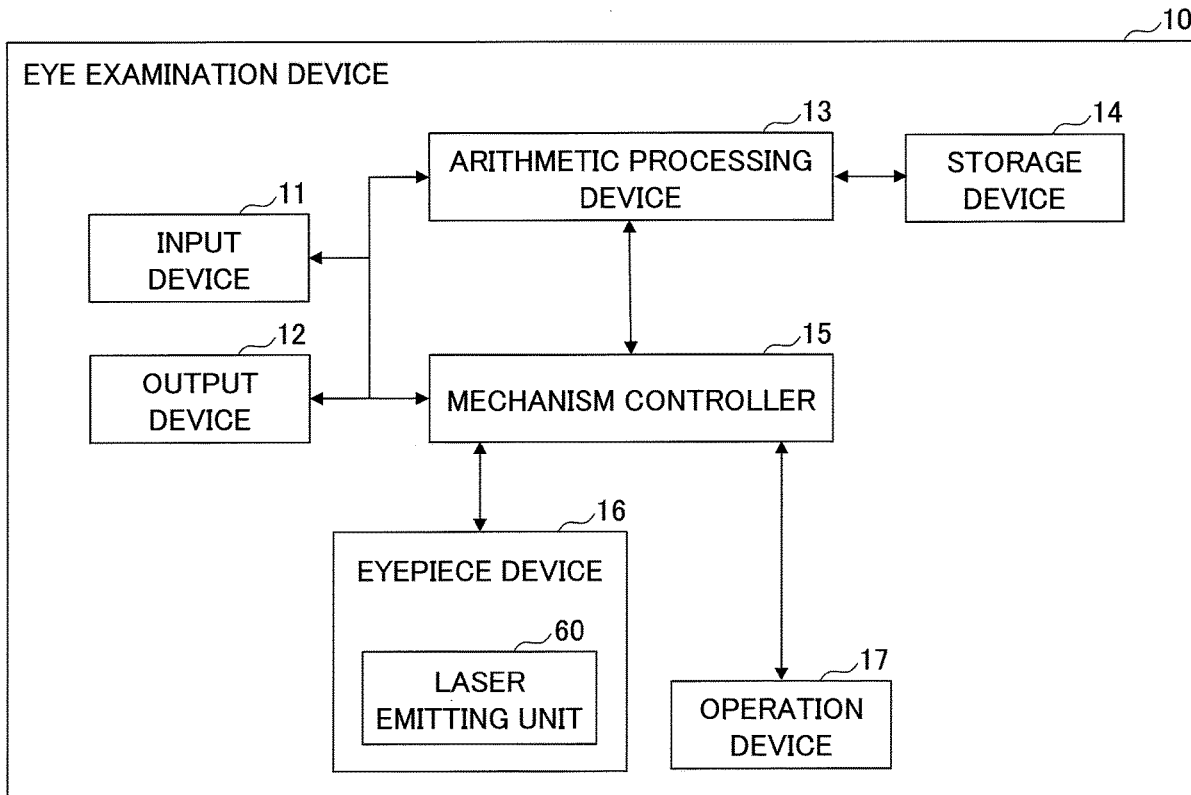 10
EYE EXAMINATION DEVICE
13
ARITHMETIC PROCESSING
DEVICE
14
STORAGE
DEVICE
11
INPUT
DEVICE
12
OUTPUT
DEVICE
15
MECHANISM CONTROLLER
16
EYEPIECE DEVICE
60
LASER
EMITTING UNIT
17
OPERATION
DEVICE